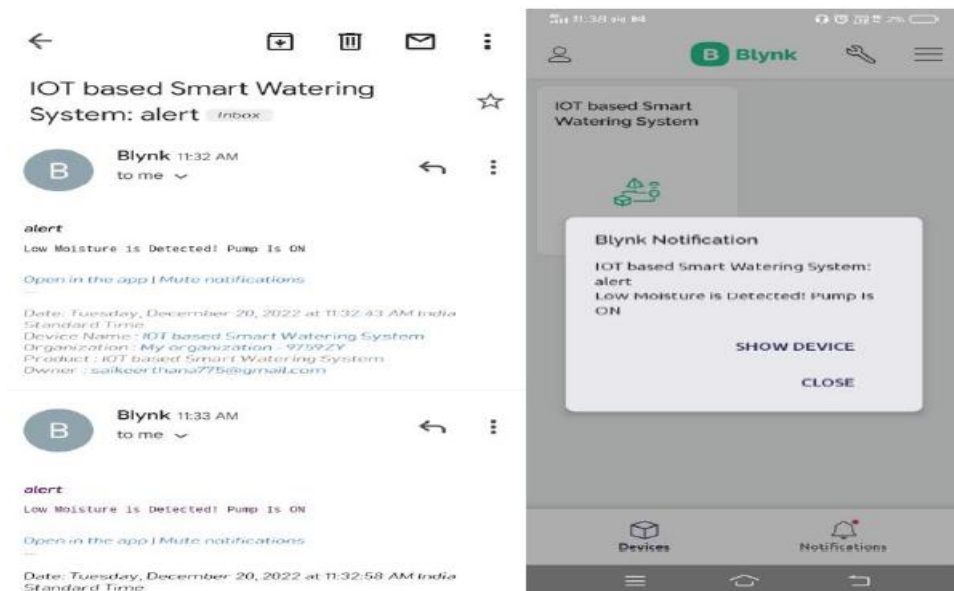 IOT based Smart Watering
System: alert Inbox
B
Blynk 11:32 AM
to me
alert
Low Moisture is Detected! Pump Is ON
Open in the app | Mute notifications
--
Date: Tuesday, December 20, 2022 at 11:32:43 AM India
Standard Time
Device Name : IOT based Smart Watering System
Organization : My organization - 9759ZY
Product : IOT based Smart Watering System
Owner : saikeerthana775@gmail.com
B
Blynk 11:33 AM
to me
alert
Low Moisture is Detected! Pump Is ON
Open in the app | Mute notifications
--
Date: Tuesday, December 20, 2022 at 11:32:58 AM India
Standard Time
11:38
B Blynk
IOT based Smart
Watering System
Blynk Notification
IOT based Smart Watering System:
alert
Low Moisture is Detected! Pump Is
ON
SHOW DEVICE
CLOSE
Devices
Notifications